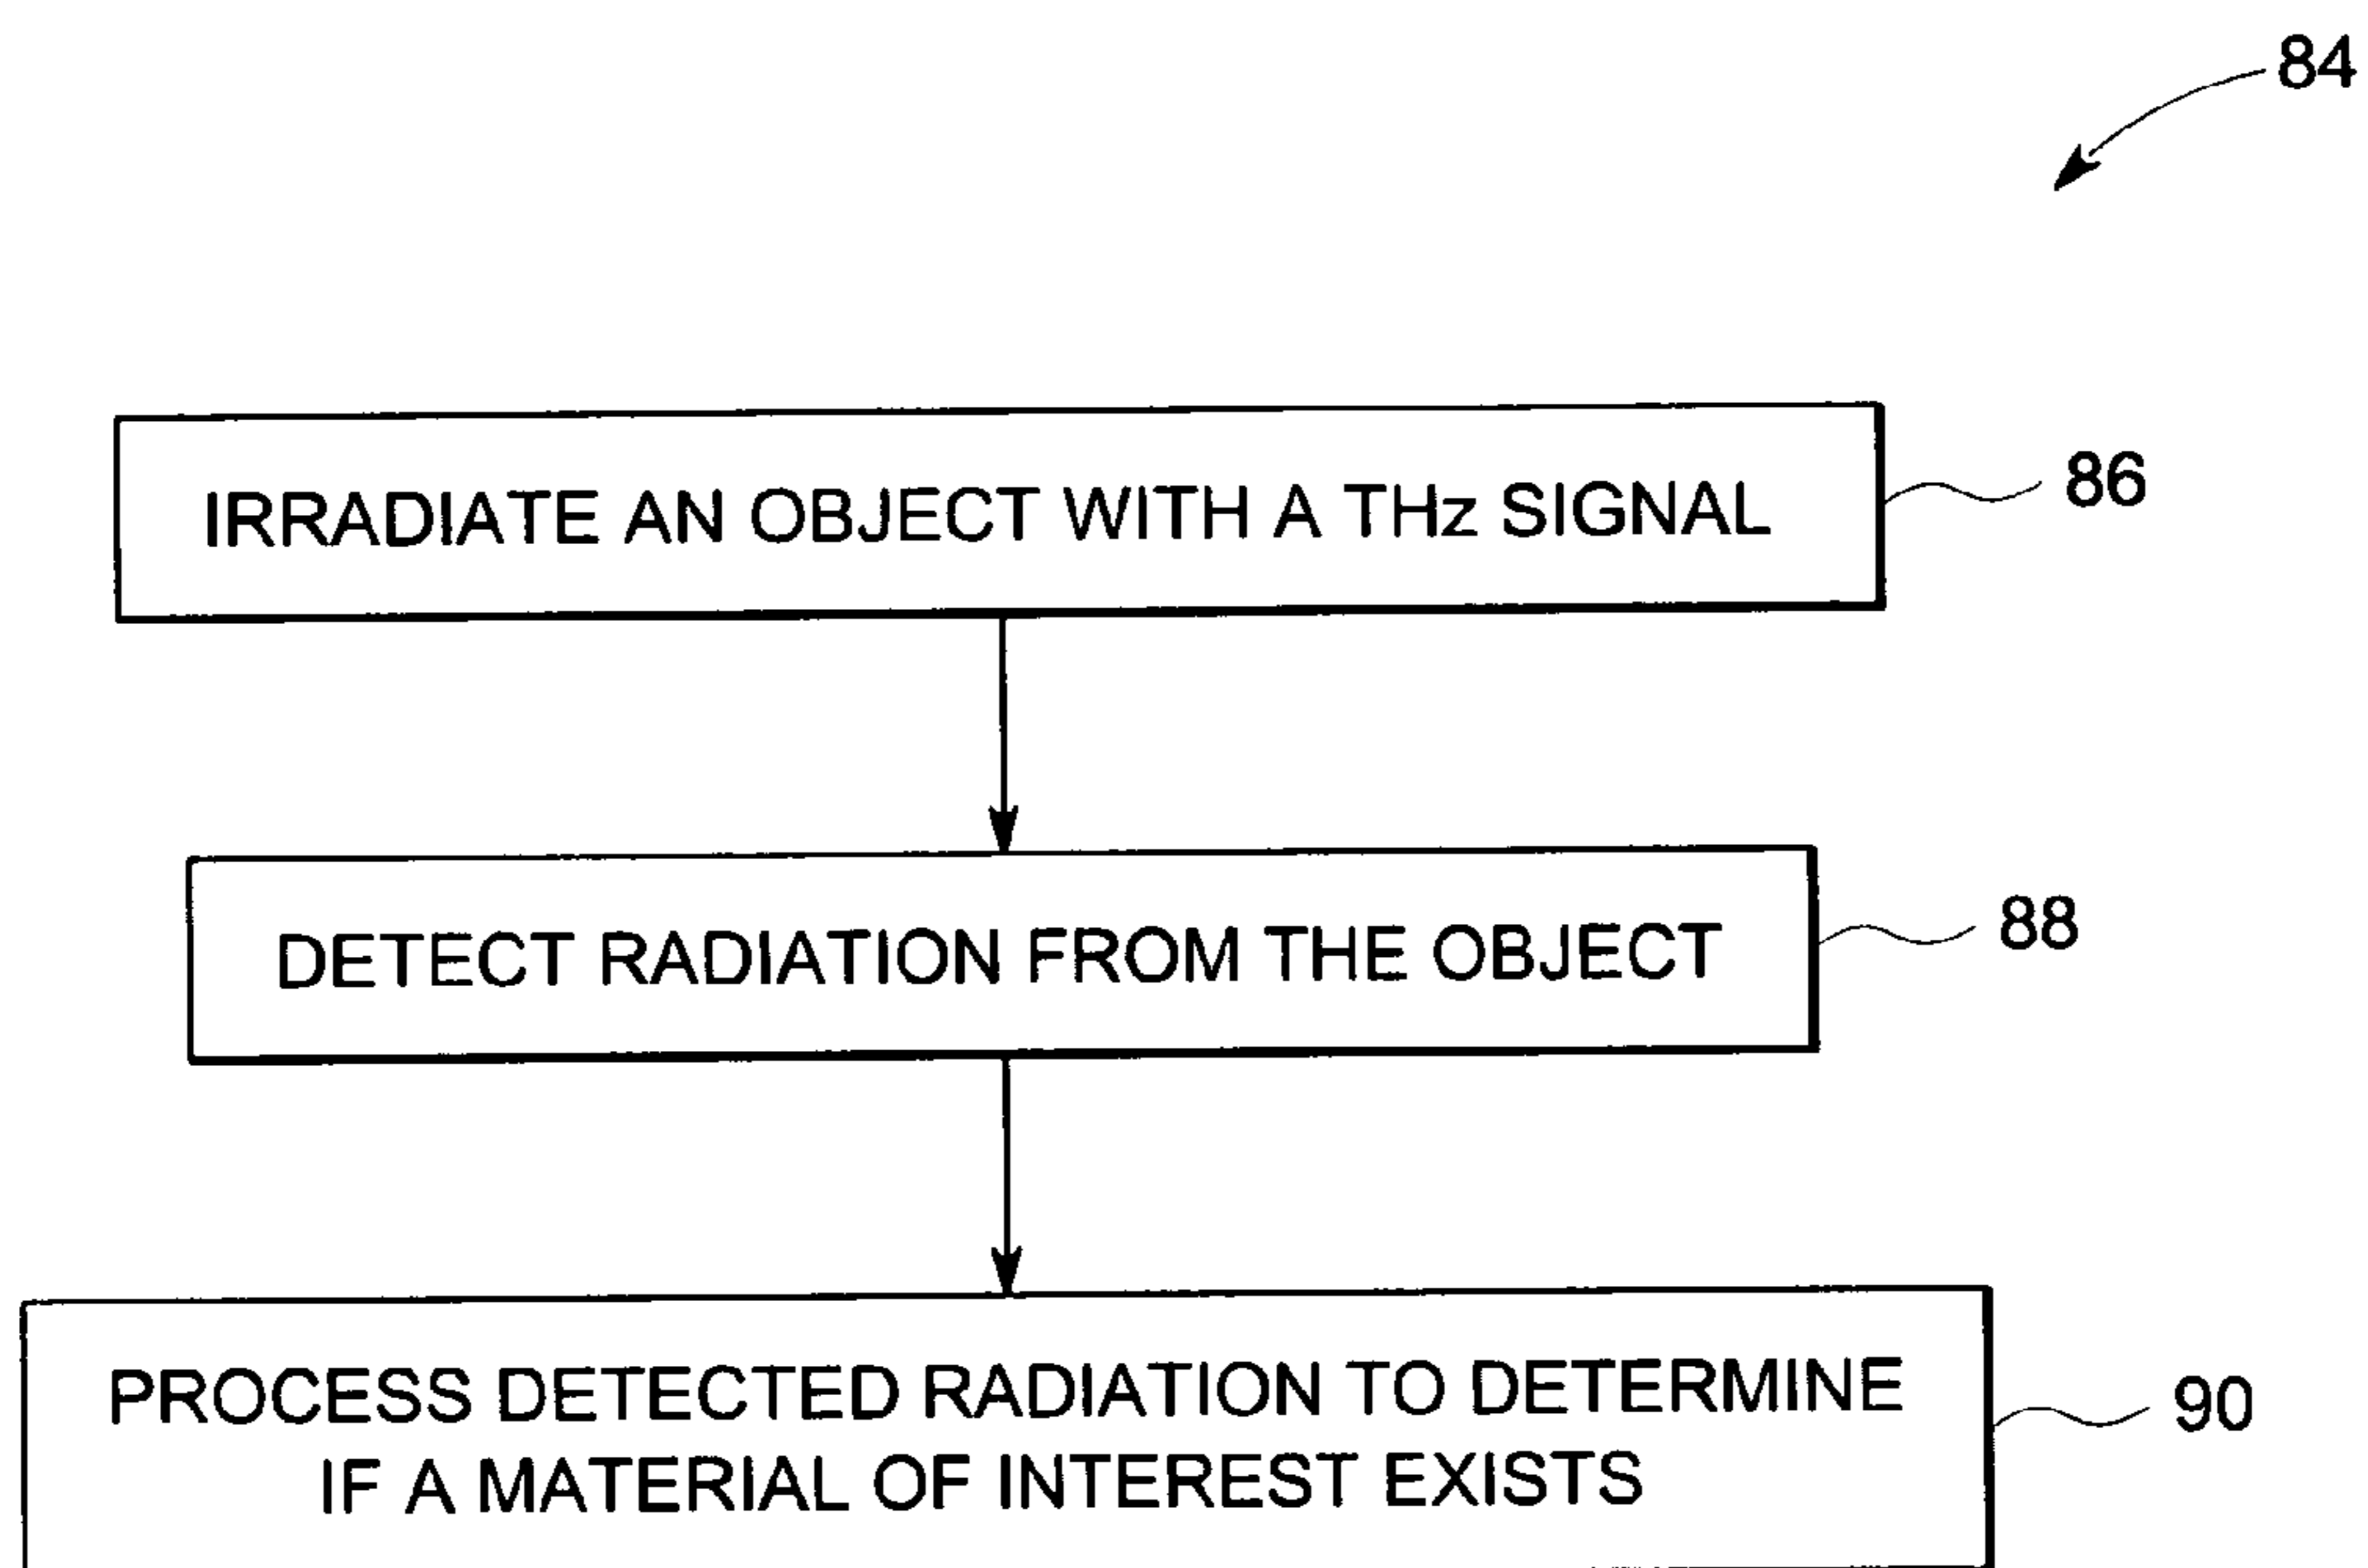 84
IRRADIATE AN OBJECT WITH A THz SIGNAL
86
DETECT RADIATION FROM THE OBJECT
88
PROCESS DETECTED RADIATION TO DETERMINE
IF A MATERIAL OF INTEREST EXISTS
90